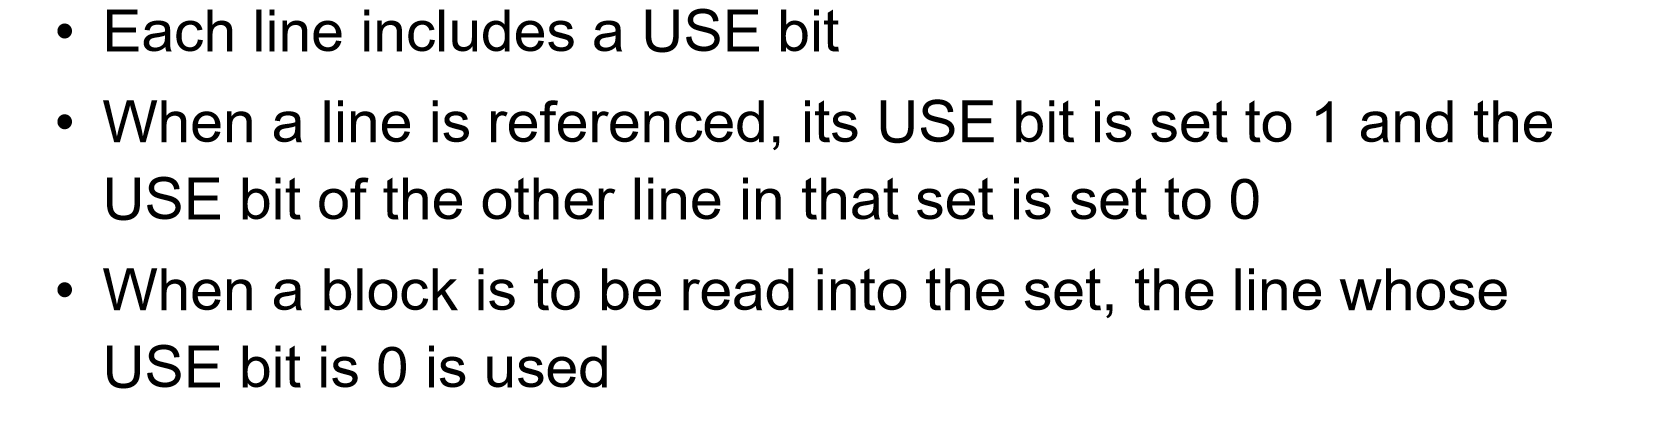 • Each line includes a USE bit
• When a line is referenced, its USE bit is set to 1 and the
USE bit of the other line in that set is set to 0
• When a block is to be read into the set, the line whose
USE bit is 0 is used